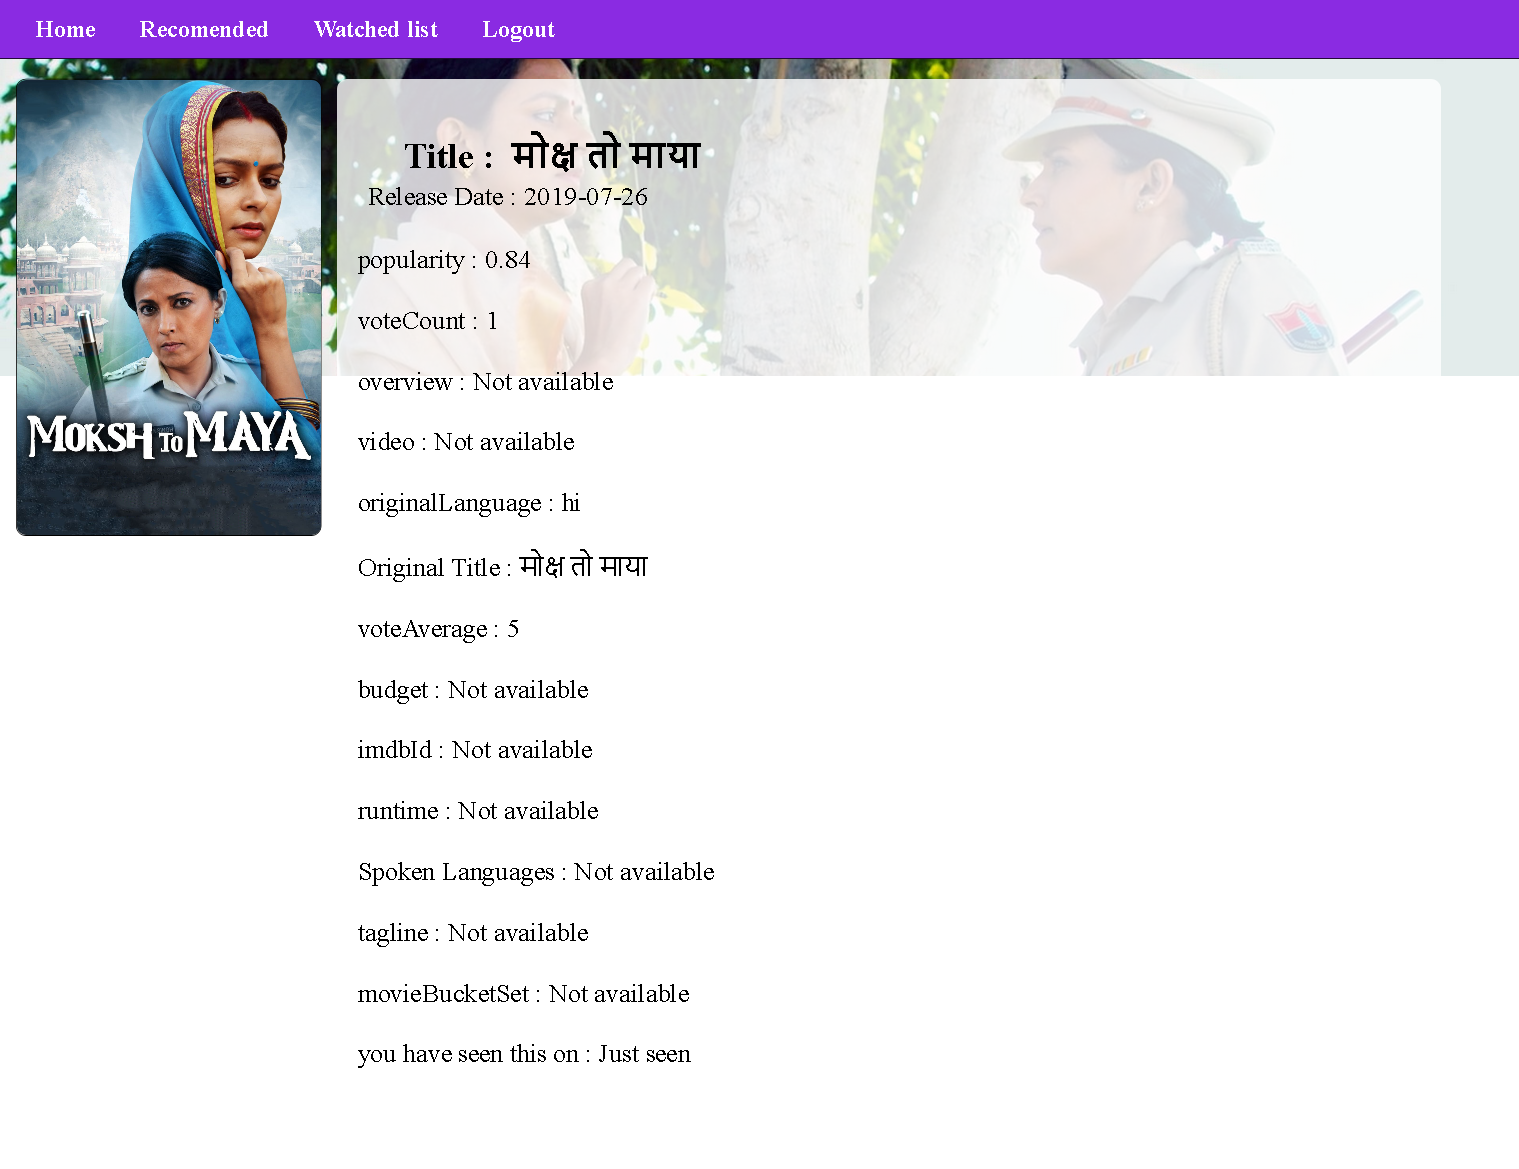 Home Recomended Watched list Logout
MOKSH TO MAYA
Title : मोक्ष तो माया
Release Date : 2019-07-26
popularity : 0.84
voteCount : 1
overview : Not available
video : Not available
originalLanguage : hi
Original Title : मोक्ष तो माया
voteAverage : 5
budget : Not available
imdbId : Not available
runtime : Not available
Spoken Languages : Not available
tagline : Not available
movieBucketSet : Not available
you have seen this on : Just seen